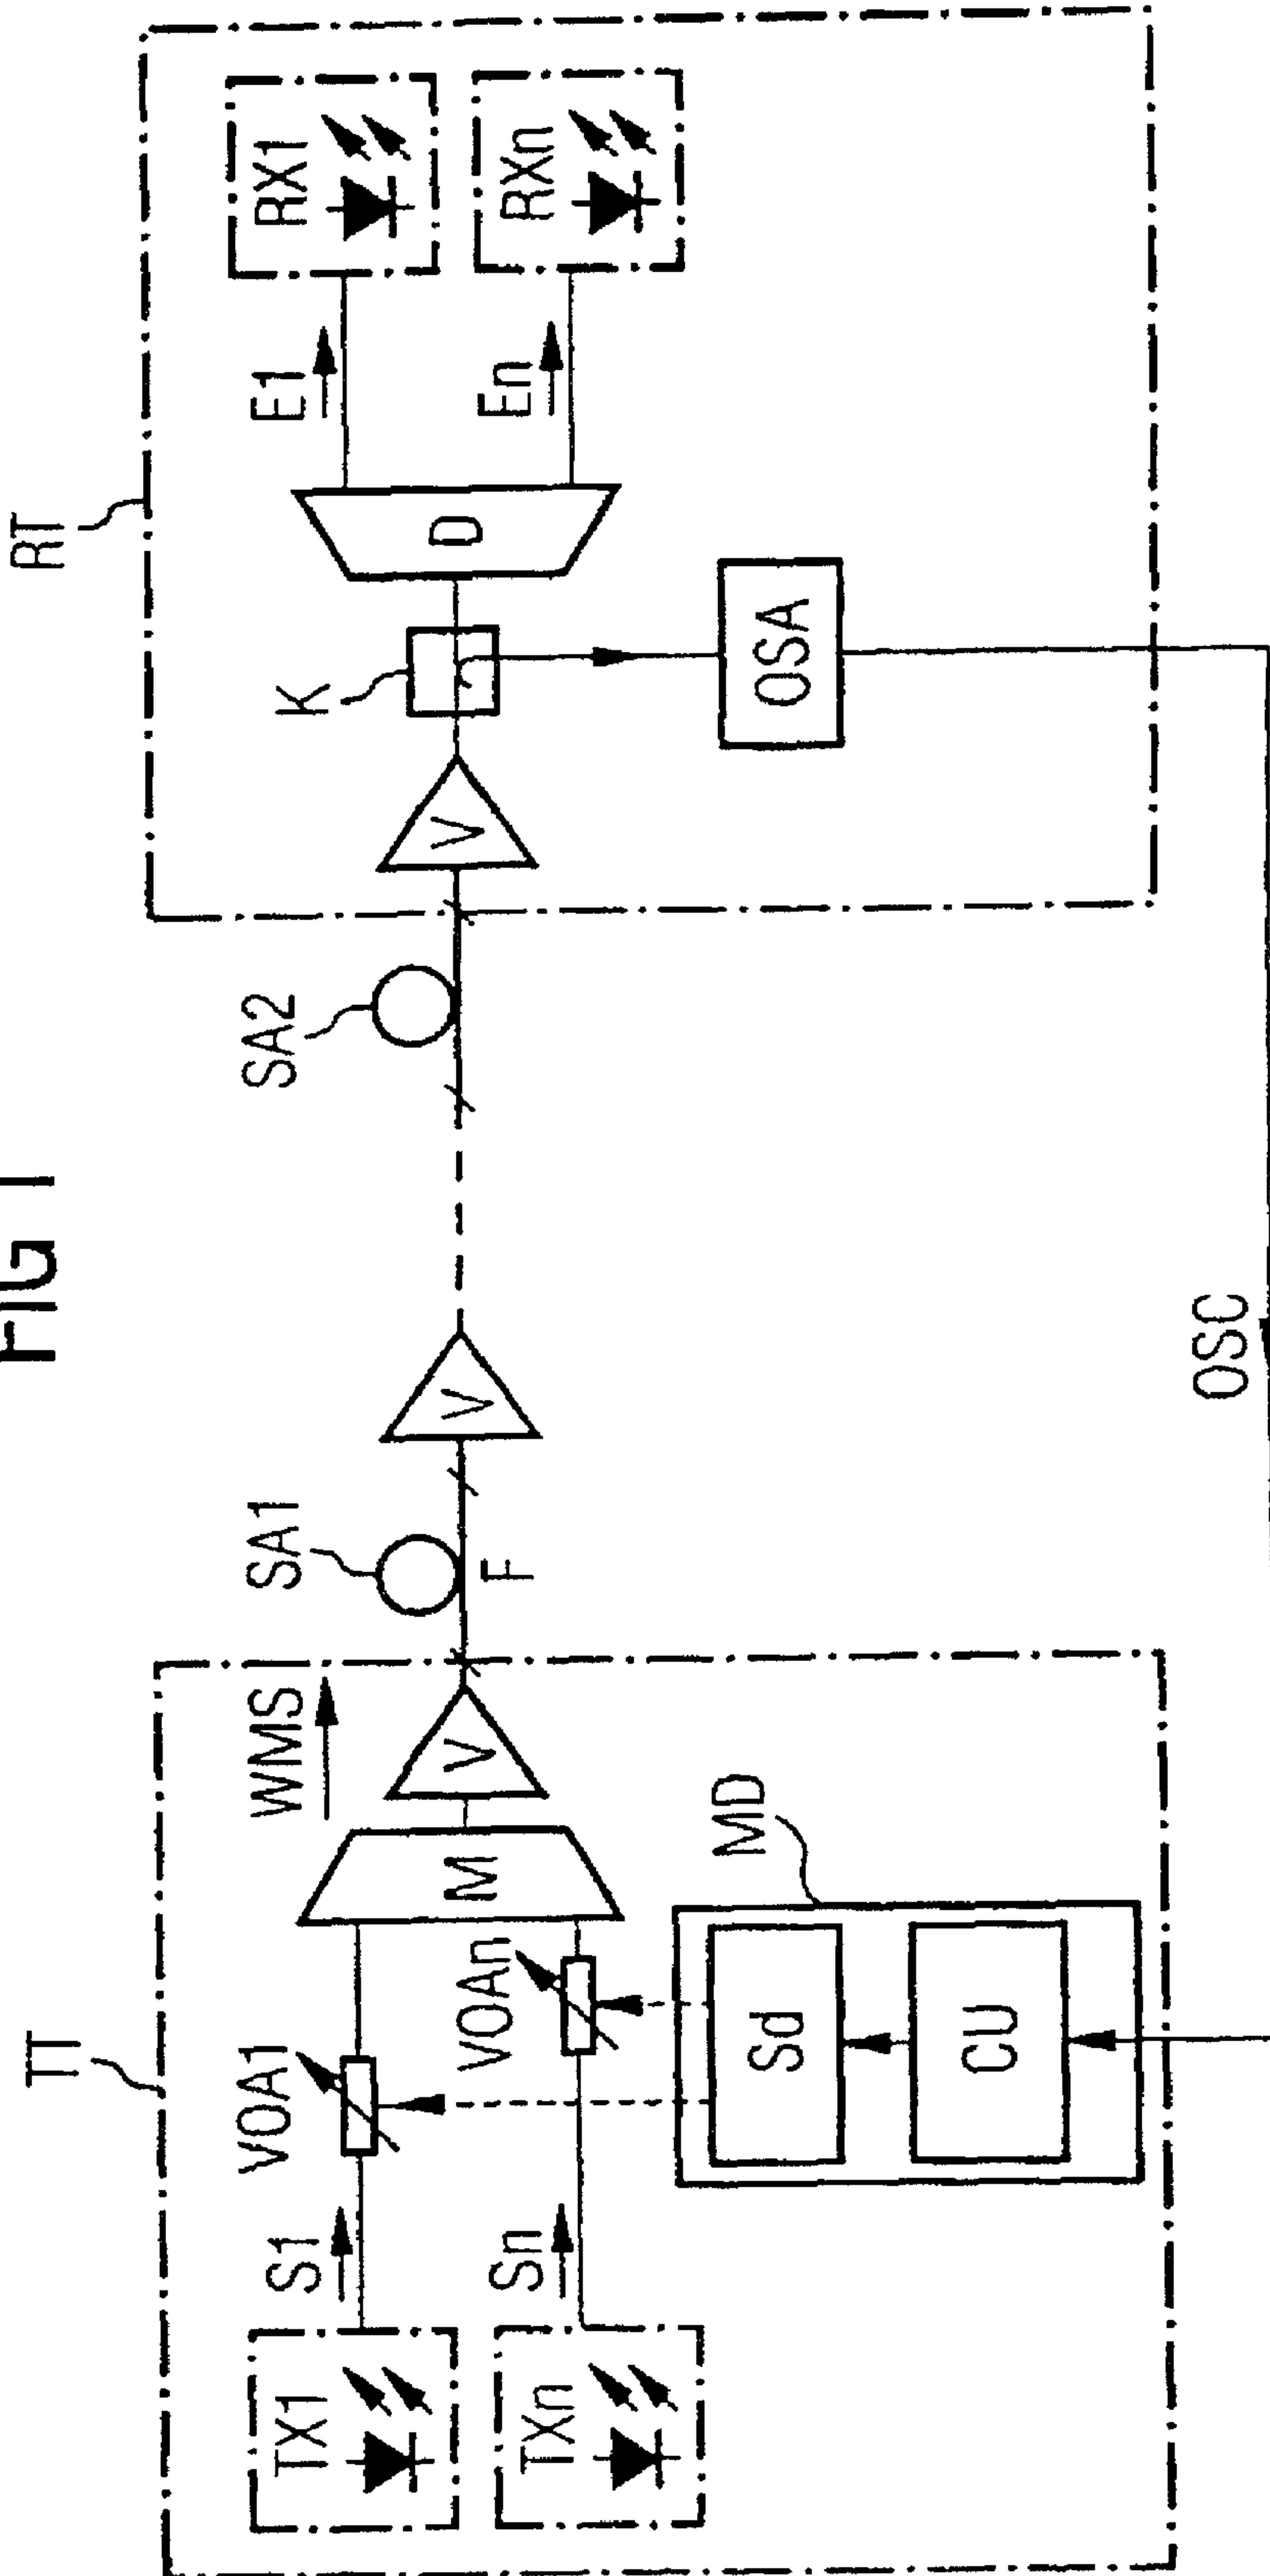 FIG 1
TT
RT
TX1
S1
VOA1
WMS
M
V
SA1
F
V
SA2
V
K
D
E1
RX1
TXn
Sn
VOAn
En
RXn
MD
Sd
CU
OSA
OSC